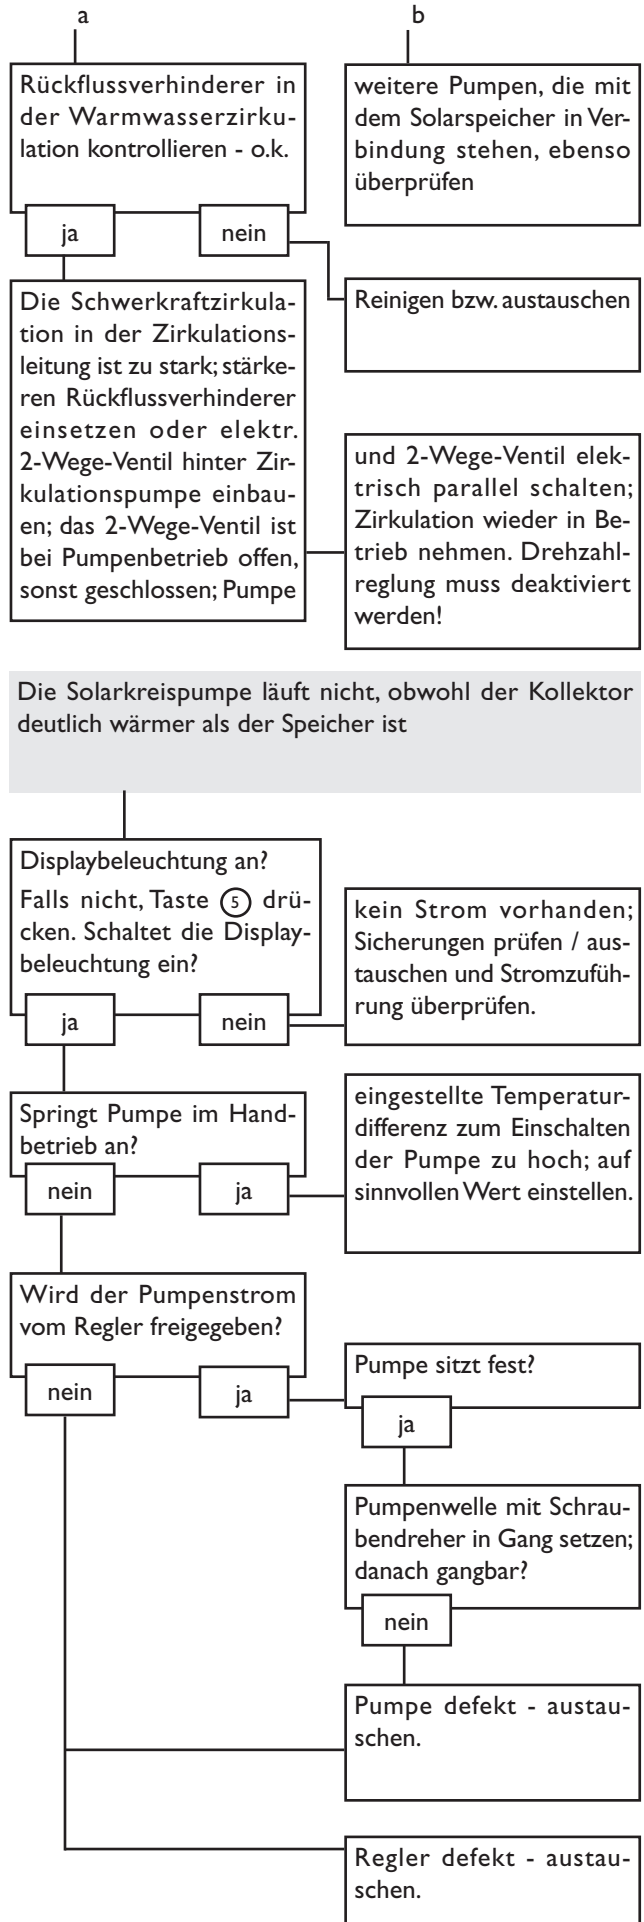 a
Rückflussverhinderer in
der Warmwasserzirku-
lation kontrollieren - o.k.
ja
nein
b
weitere Pumpen, die mit
dem Solarspeicher in Ver-
bindung stehen, ebenso
überprüfen
Reinigen bzw. austauschen
Die Schwerkraftzirkula-
tion in der Zirkulations-
leitung ist zu stark; stärke-
ren Rückflussverhinderer
einsetzen oder elektr.
2-Wege-Ventil hinter Zir-
kulationspumpe einbau-
en; das 2-Wege-Ventil ist
bei Pumpenbetrieb offen,
sonst geschlossen; Pumpe
und 2-Wege-Ventil elek-
trisch parallel schalten;
Zirkulation wieder in Be-
trieb nehmen. Drehzahl-
reglung muss deaktiviert
werden!
Die Solarkreispumpe läuft nicht, obwohl der Kollektor
deutlich wärmer als der Speicher ist
Displaybeleuchtung an?
Falls nicht, Taste 5 drü-
cken. Schaltet die Display-
beleuchtung ein?
ja
nein
kein Strom vorhanden;
Sicherungen prüfen / aus-
tauschen und Stromzufüh-
rung überprüfen.
Springt Pumpe im Hand-
betrieb an?
nein
ja
eingestellte Temperatur-
differenz zum Einschalten
der Pumpe zu hoch; auf
sinnvollen Wert einstellen.
Wird der Pumpenstrom
vom Regler freigegeben?
nein
ja
Pumpe sitzt fest?
ja
Pumpenwelle mit Schrau-
bendreher in Gang setzen;
danach gangbar?
nein
Pumpe defekt - austau-
schen.
Regler defekt - austau-
schen.